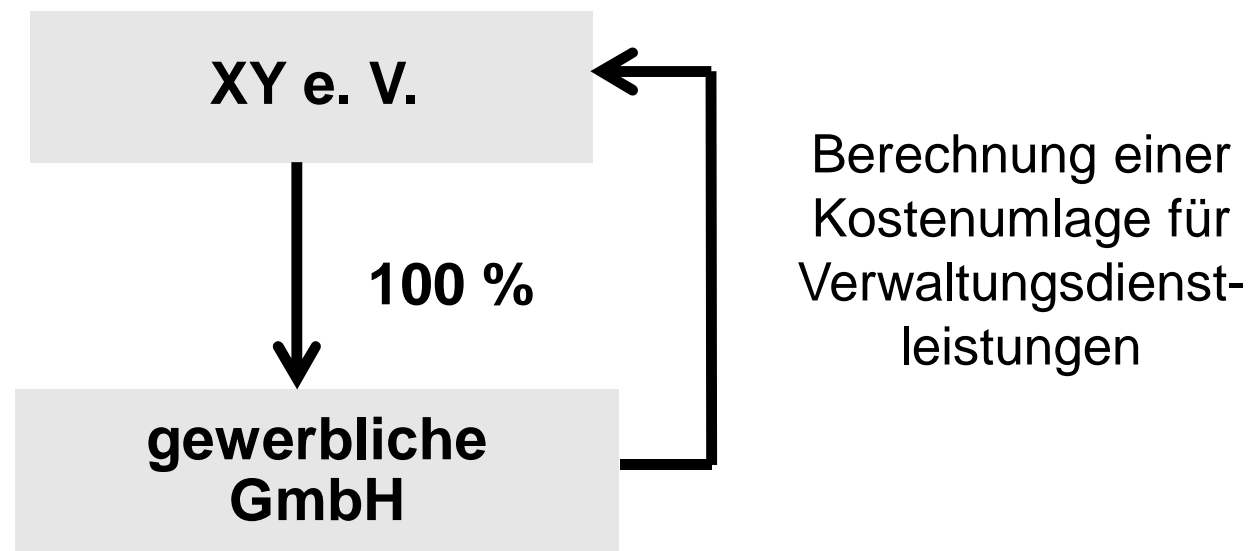 XY e. V.
Berechnung einer
Kostenumlage für
Verwaltungsdienst-
leistungen
100 %
gewerbliche
GmbH